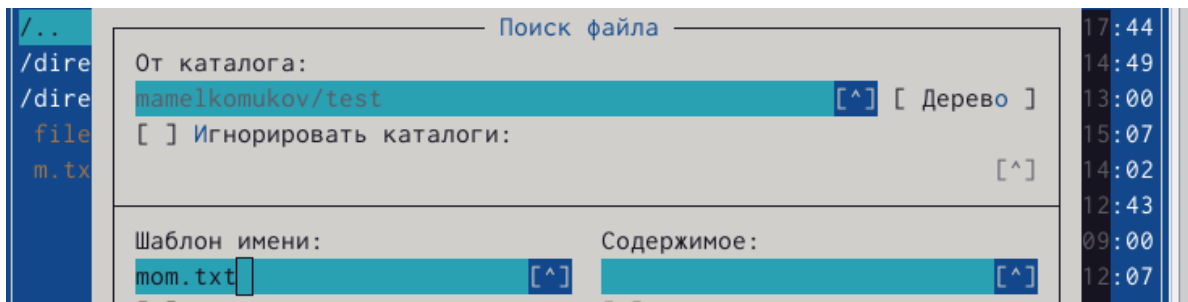 /.. Поиск файла 17:44
/dire От каталога: 14:49
/dire mamelkomukov/test [^] [ Дерево ] 13:00
file [ ] Игнорировать каталоги: 15:07
m.tx [^] 14:02
12:43
Шаблон имени: Содержимое: 09:00
mom.txt [^] [^] 12:07